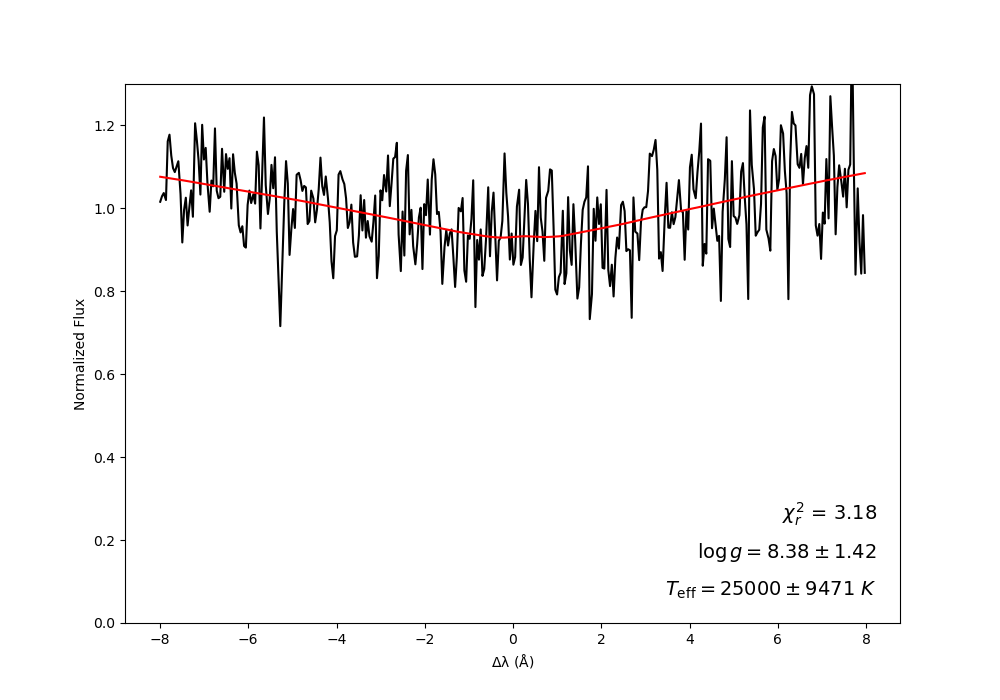 1.2
1.0
0.8
0.6
0.4
0.2
0.0
Normalized Flux
χ²ᵣ = 3.18
log g = 8.38 ± 1.42
T_eff = 25000 ± 9471 K
−8 −6 −4 −2 0 2 4 6 8
Δλ (Å)